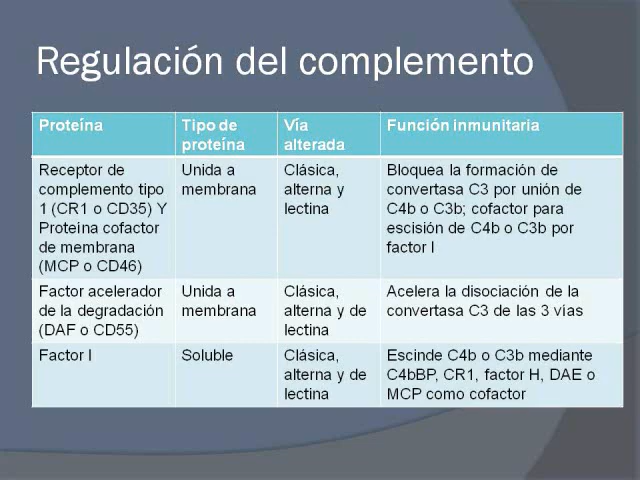 Regulación del complemento
Proteína
Tipo de
proteína
Vía
alterada
Función inmunitaria
Receptor de
complemento tipo
1 (CR1 o CD35) Y
Proteína cofactor
de membrana
(MCP o CD46)
Unida a
membrana
Clásica,
alterna y
lectina
Bloquea la formación de
convertasa C3 por unión de
C4b o C3b; cofactor para
escisión de C4b o C3b por
factor I
Factor acelerador
de la degradación
(DAF o CD55)
Unida a
membrana
Clásica,
alterna y de
lectina
Acelera la disociación de la
convertasa C3 de las 3 vías
Factor I
Soluble
Clásica,
alterna y de
lectina
Escinde C4b o C3b mediante
C4bBP, CR1, factor H, DAE o
MCP como cofactor